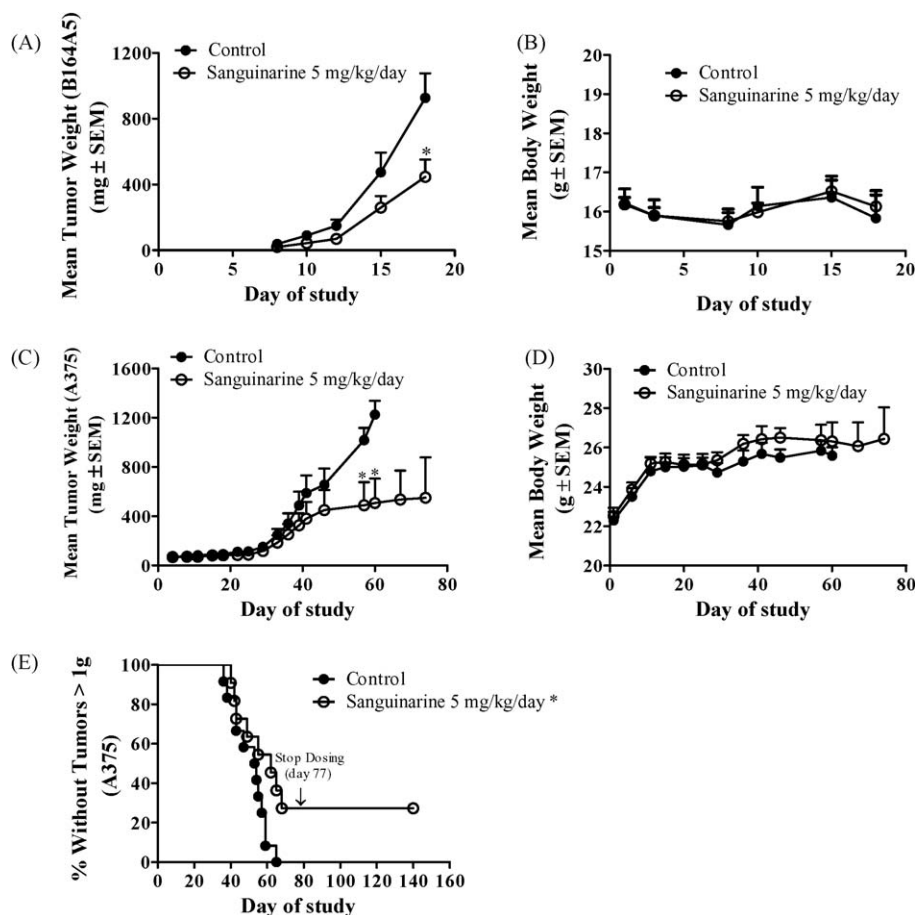 (A)
Mean Tumor Weight (B164A5)
(mg ± SEM)
1200
800
400
0
0 5 10 15 20
Day of study
Control
Sanguinarine 5 mg/kg/day
*
(B)
Mean Body Weight
(g ± SEM)
20
19
18
17
16
15
0 5 10 15 20
Day of study
Control
Sanguinarine 5 mg/kg/day
(C)
Mean Tumor Weight (A375)
(mg ± SEM)
1600
1200
800
400
0
0 20 40 60 80
Day of study
Control
Sanguinarine 5 mg/kg/day
* *
(D)
Mean Body Weight
(g ± SEM)
30
28
26
24
22
20
0 20 40 60 80
Day of study
Control
Sanguinarine 5 mg/kg/day
(E)
% Without Tumors > 1g
(A375)
100
80
60
40
20
0
0 20 40 60 80 100 120 140 160
Day of study
Control
Sanguinarine 5 mg/kg/day *
Stop Dosing
(day 77)